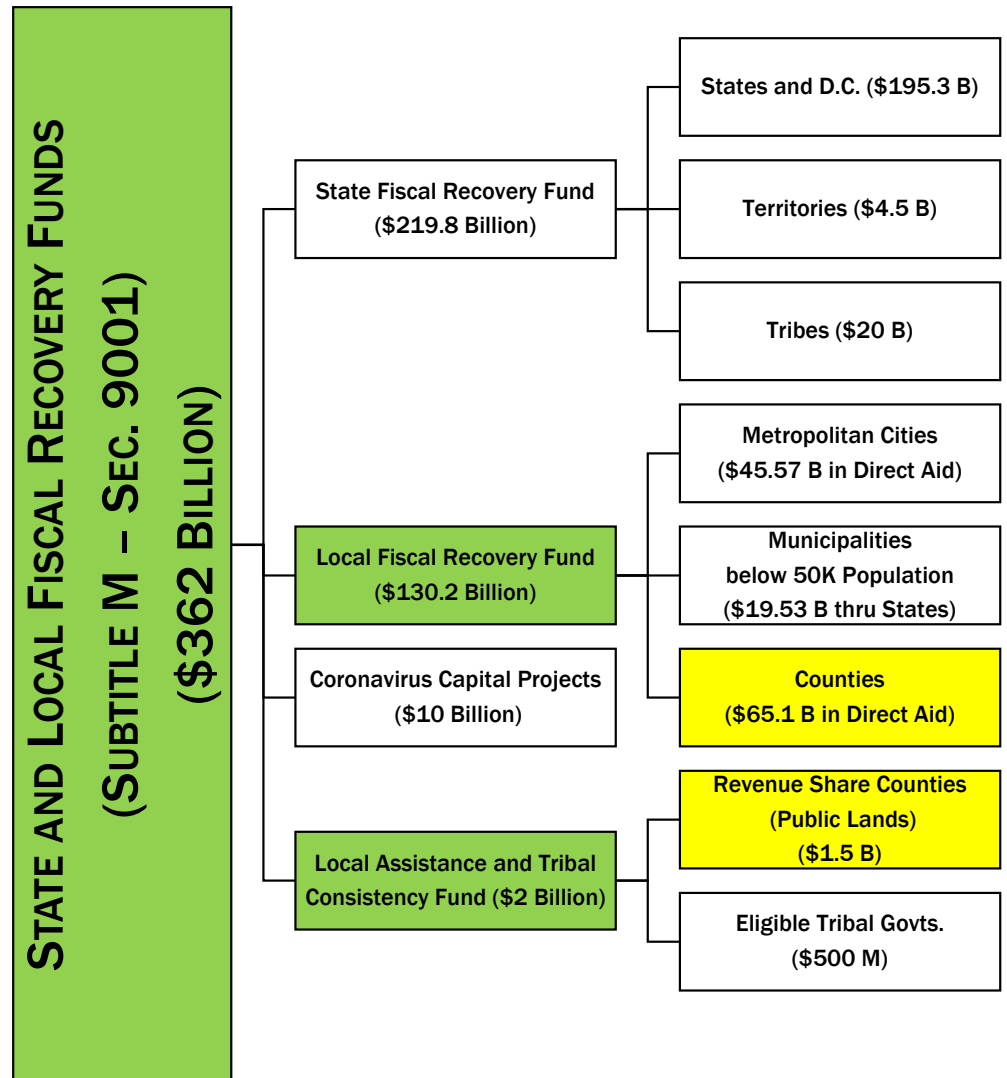 STATE AND LOCAL FISCAL RECOVERY FUNDS
(SUBTITLE M – SEC. 9001)
($362 BILLION)
State Fiscal Recovery Fund
($219.8 Billion)
States and D.C. ($195.3 B)
Territories ($4.5 B)
Tribes ($20 B)
Local Fiscal Recovery Fund
($130.2 Billion)
Metropolitan Cities
($45.57 B in Direct Aid)
Municipalities
below 50K Population
($19.53 B thru States)
Counties
($65.1 B in Direct Aid)
Coronavirus Capital Projects
($10 Billion)
Local Assistance and Tribal
Consistency Fund ($2 Billion)
Revenue Share Counties
(Public Lands)
($1.5 B)
Eligible Tribal Govts.
($500 M)